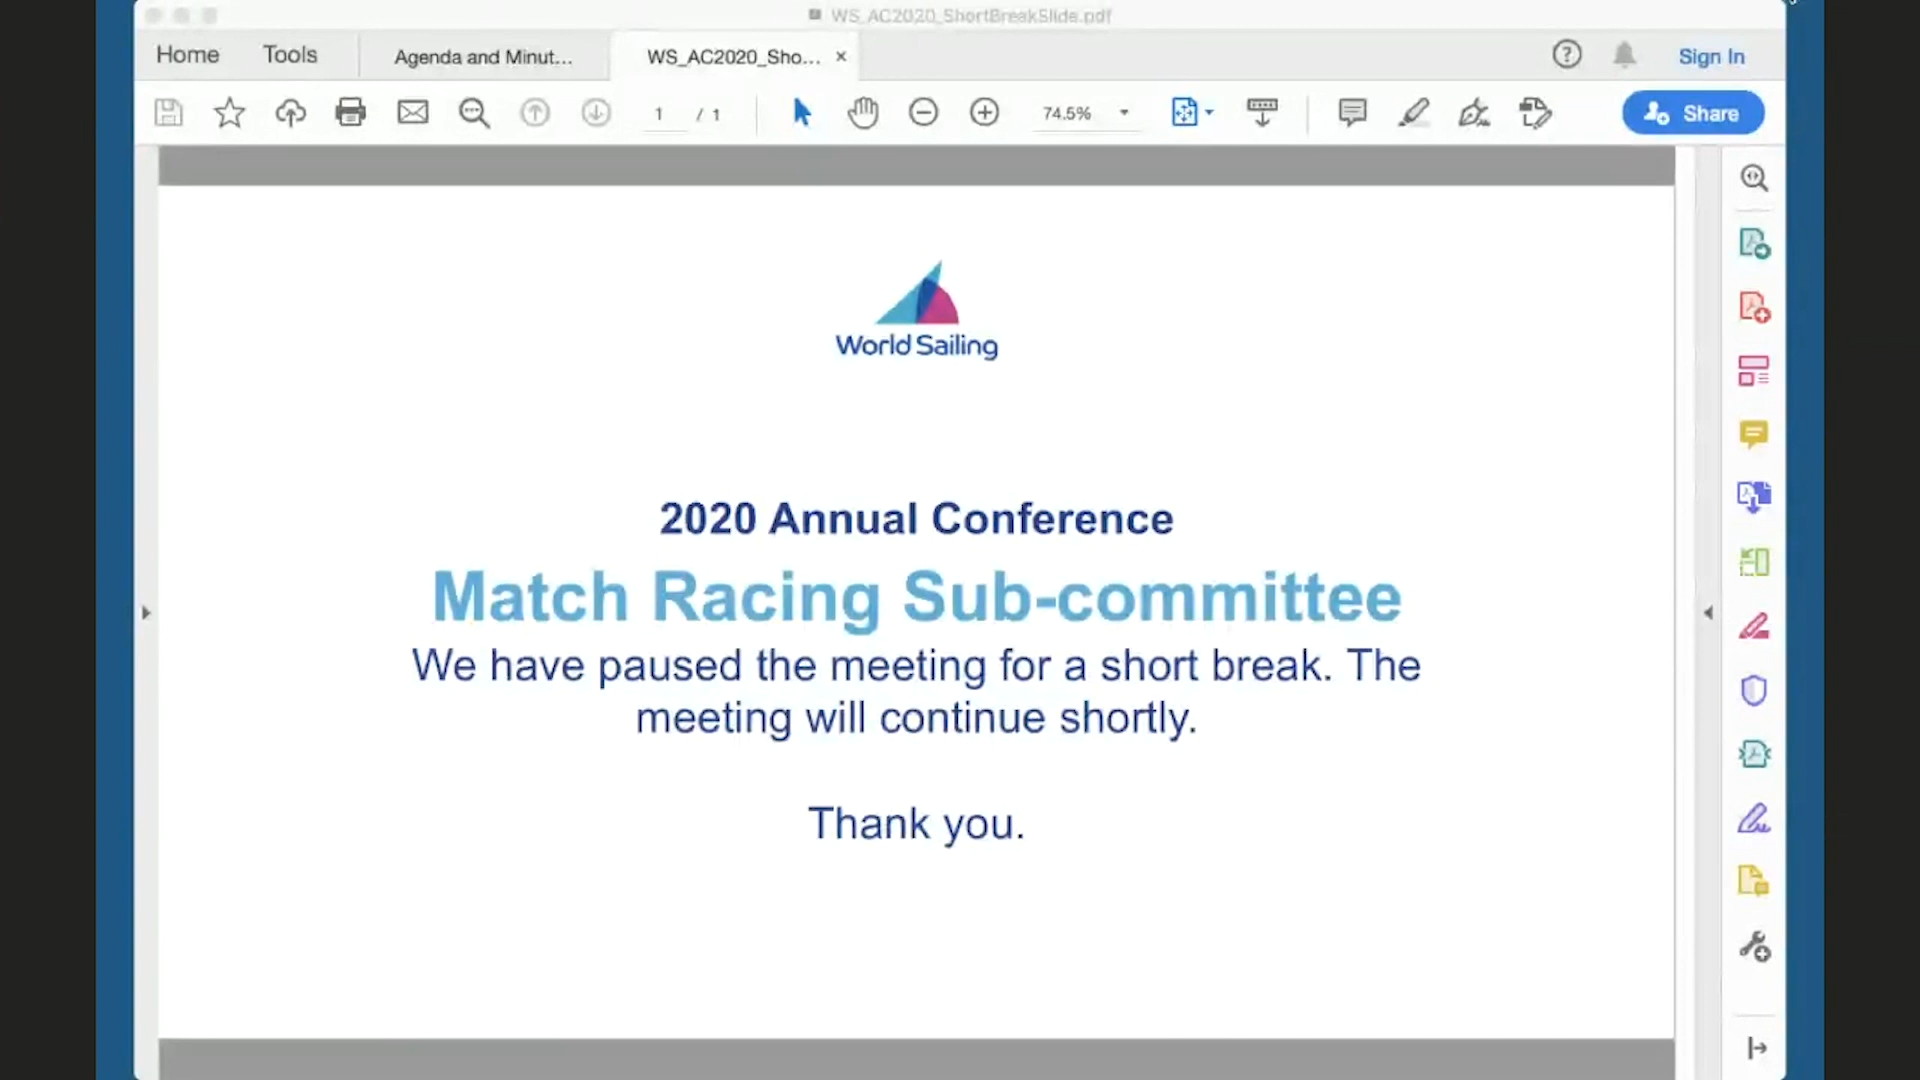 WS_AC2020_ShortBreakSlide.pdf
Home Tools Agenda and Minut... WS_AC2020_Sho... × Sign In
1 / 1 74.5% Share
World Sailing
2020 Annual Conference
Match Racing Sub-committee
We have paused the meeting for a short break. The
meeting will continue shortly.
Thank you.